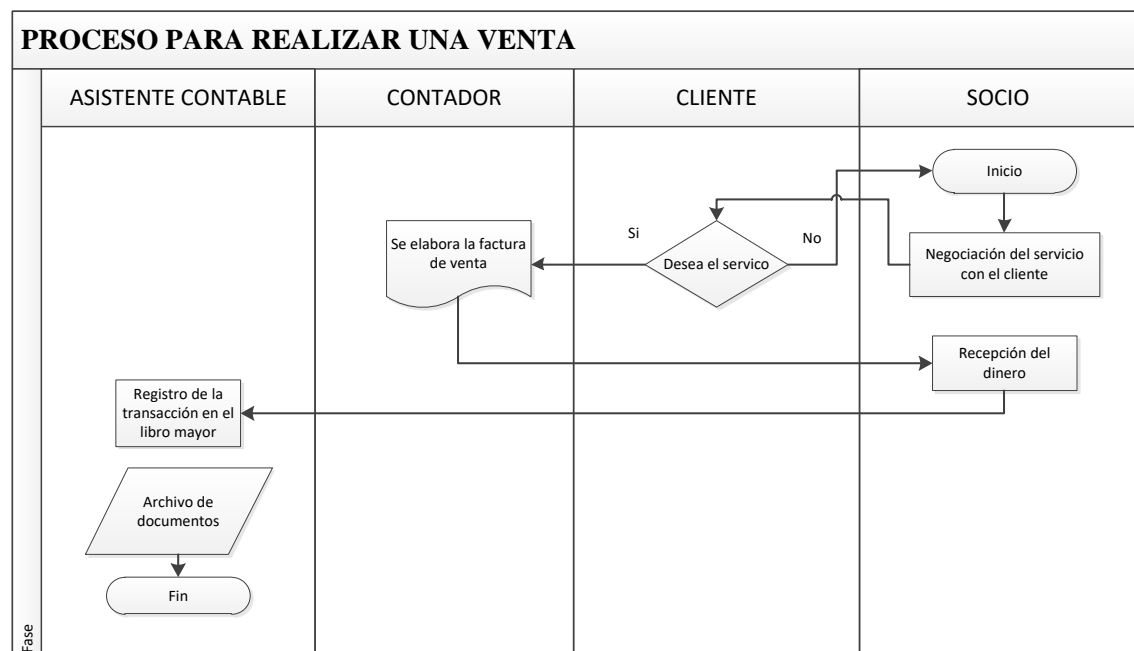 PROCESO PARA REALIZAR UNA VENTA
ASISTENTE CONTABLE
CONTADOR
CLIENTE
SOCIO
Inicio
Negociación del servicio
con el cliente
Desea el servico
Si
No
Se elabora la factura
de venta
Recepción del
dinero
Registro de la
transacción en el
libro mayor
Archivo de
documentos
Fin
Fase